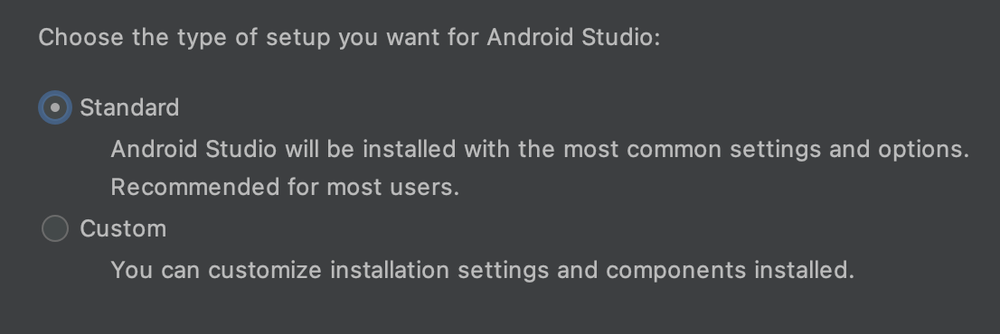 Choose the type of setup you want for Android Studio:
Standard
Android Studio will be installed with the most common settings and options.
Recommended for most users.
Custom
You can customize installation settings and components installed.